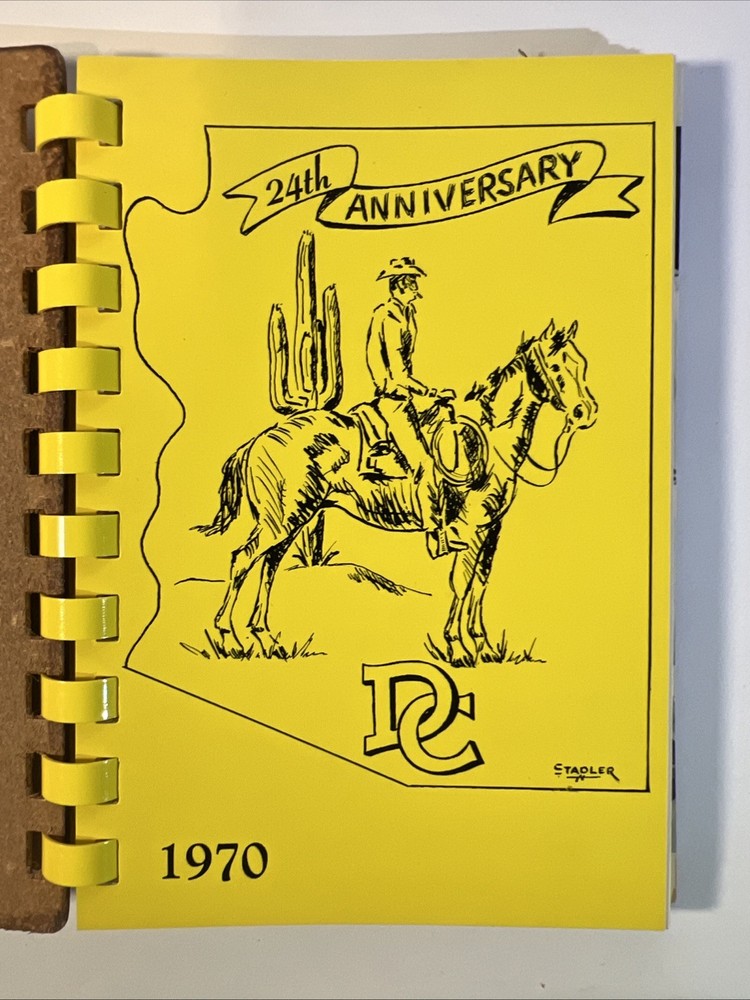 24th ANNIVERSARY
DC
STADLER
1970